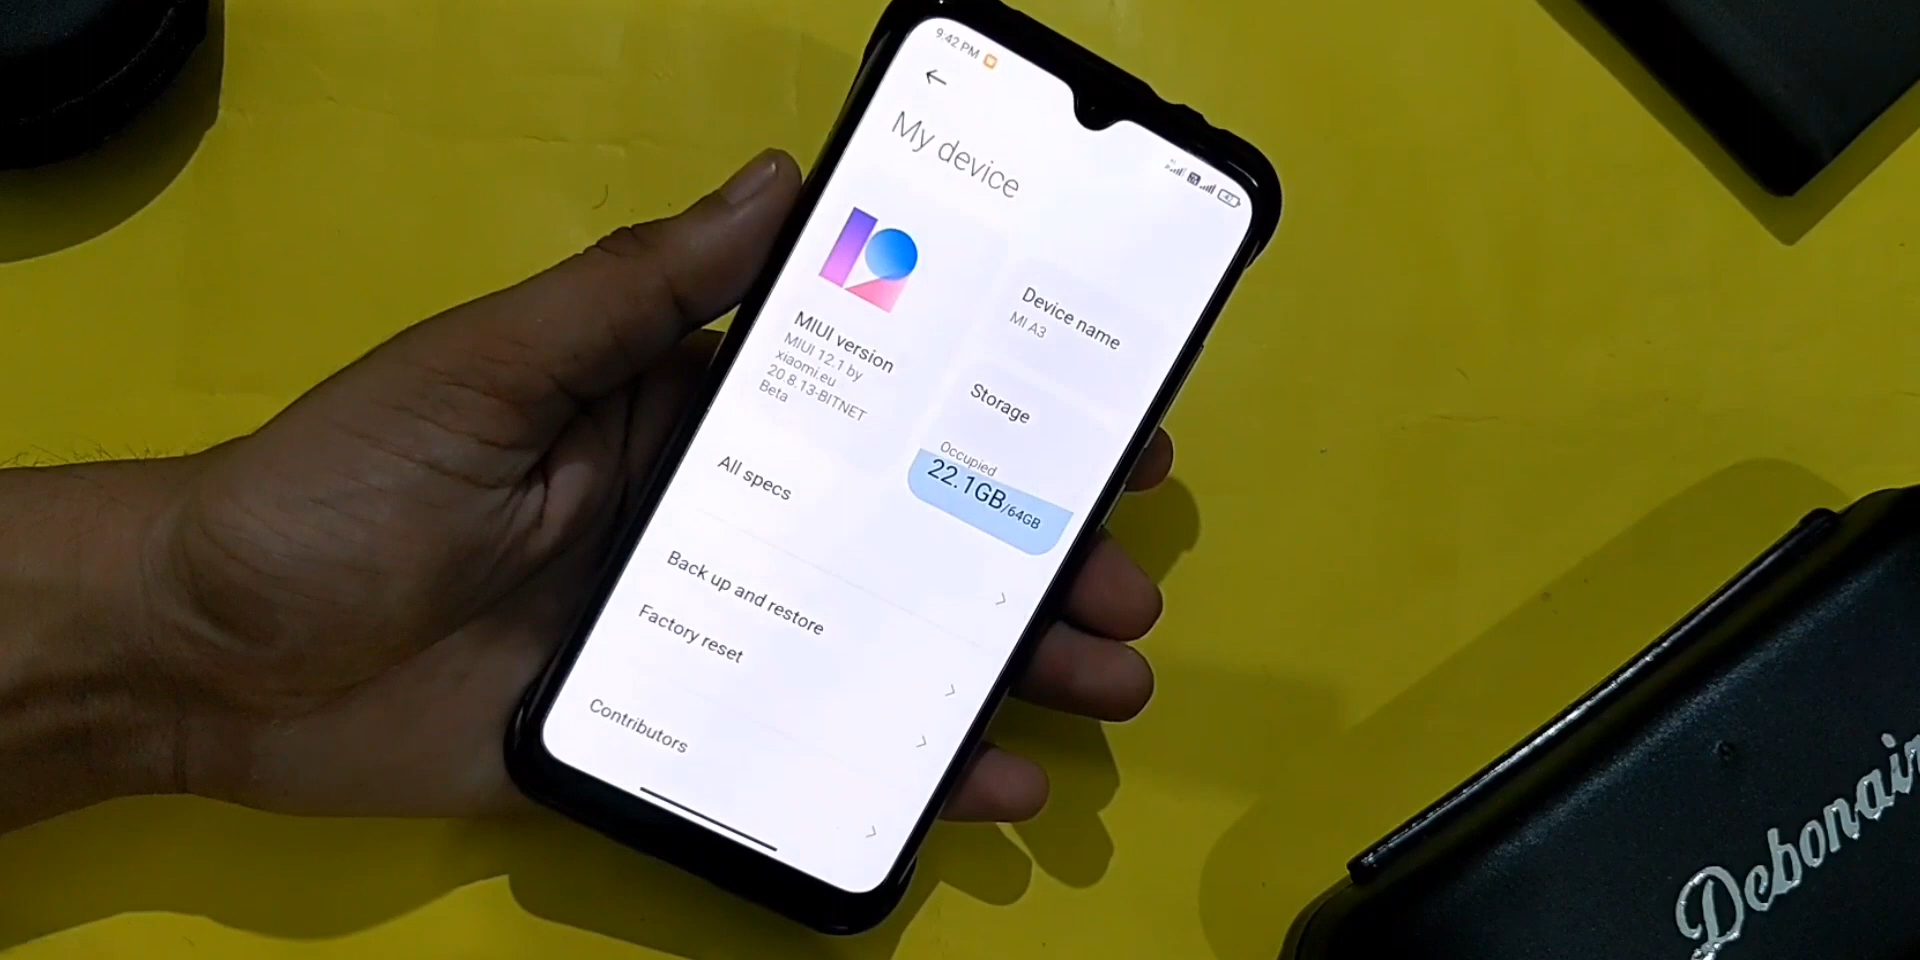 9:42 PM
My device
MIUI version
MIUI 12.1 by
xiaomi.eu
20.8.13-BITNET
Beta
Device name
MI A3
Storage
Occupied
22.1GB/64GB
All specs
Back up and restore
Factory reset
Contributors
Debonair